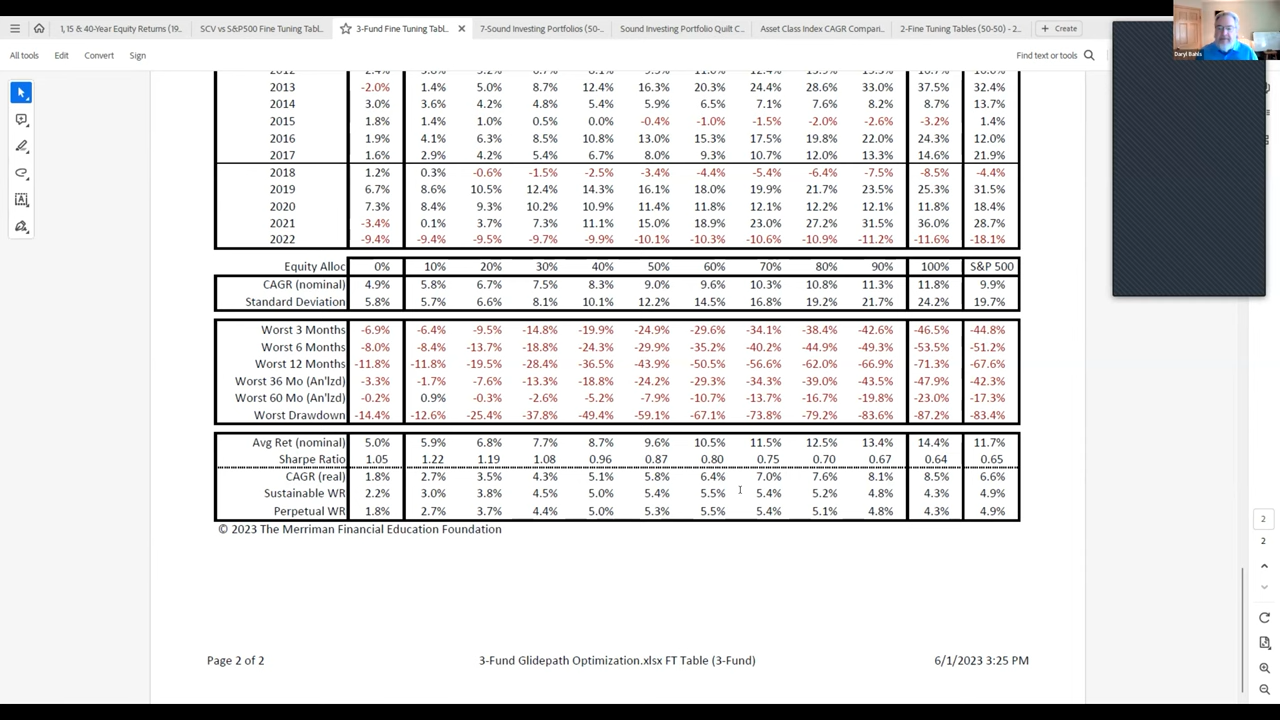 1, 15 & 40-Year Equity Returns (19...
SCV vs S&P500 Fine Tuning Tabl...
3-Fund Fine Tuning Tabl...
7-Sound Investing Portfolios (50-...
Sound Investing Portfolio Quilt C...
Asset Class Index CAGR Compari...
2-Fine Tuning Tables (50-50) - 2...
+ Create
Daryl Bahls
All tools Edit Convert Sign
Find text or tools
2013 -2.0% 1.4% 5.0% 8.7% 12.4% 16.3% 20.3% 24.4% 28.6% 33.0% 37.5% 32.4%
2014 3.0% 3.6% 4.2% 4.8% 5.4% 5.9% 6.5% 7.1% 7.6% 8.2% 8.7% 13.7%
2015 1.8% 1.4% 1.0% 0.5% 0.0% -0.4% -1.0% -1.5% -2.0% -2.6% -3.2% 1.4%
2016 1.9% 4.1% 6.3% 8.5% 10.8% 13.0% 15.3% 17.5% 19.8% 22.0% 24.3% 12.0%
2017 1.6% 2.9% 4.2% 5.4% 6.7% 8.0% 9.3% 10.7% 12.0% 13.3% 14.6% 21.9%
2018 1.2% 0.3% -0.6% -1.5% -2.5% -3.4% -4.4% -5.4% -6.4% -7.5% -8.5% -4.4%
2019 6.7% 8.6% 10.5% 12.4% 14.3% 16.1% 18.0% 19.9% 21.7% 23.5% 25.3% 31.5%
2020 7.3% 8.4% 9.3% 10.2% 10.9% 11.4% 11.8% 12.1% 12.2% 12.1% 11.8% 18.4%
2021 -3.4% 0.1% 3.7% 7.3% 11.1% 15.0% 18.9% 23.0% 27.2% 31.5% 36.0% 28.7%
2022 -9.4% -9.4% -9.5% -9.7% -9.9% -10.1% -10.3% -10.6% -10.9% -11.2% -11.6% -18.1%
Equity Alloc 0% 10% 20% 30% 40% 50% 60% 70% 80% 90% 100% S&P 500
CAGR (nominal) 4.9% 5.8% 6.7% 7.5% 8.3% 9.0% 9.6% 10.3% 10.8% 11.3% 11.8% 9.9%
Standard Deviation 5.8% 5.7% 6.6% 8.1% 10.1% 12.2% 14.5% 16.8% 19.2% 21.7% 24.2% 19.7%
Worst 3 Months -6.9% -6.4% -9.5% -14.8% -19.9% -24.9% -29.6% -34.1% -38.4% -42.6% -46.5% -44.8%
Worst 6 Months -8.0% -8.4% -13.7% -18.8% -24.3% -29.9% -35.2% -40.2% -44.9% -49.3% -53.5% -51.2%
Worst 12 Months -11.8% -11.8% -19.5% -28.4% -36.5% -43.9% -50.5% -56.6% -62.0% -66.9% -71.3% -67.6%
Worst 36 Mo (An'lzd) -3.3% -1.7% -7.6% -13.3% -18.8% -24.2% -29.3% -34.3% -39.0% -43.5% -47.9% -42.3%
Worst 60 Mo (An'lzd) -0.2% 0.9% -0.3% -2.6% -5.2% -7.9% -10.7% -13.7% -16.7% -19.8% -23.0% -17.3%
Worst Drawdown -14.4% -12.6% -25.4% -37.8% -49.4% -59.1% -67.1% -73.8% -79.2% -83.6% -87.2% -83.4%
Avg Ret (nominal) 5.0% 5.9% 6.8% 7.7% 8.7% 9.6% 10.5% 11.5% 12.5% 13.4% 14.4% 11.7%
Sharpe Ratio 1.05 1.22 1.19 1.08 0.96 0.87 0.80 0.75 0.70 0.67 0.64 0.65
CAGR (real) 1.8% 2.7% 3.5% 4.3% 5.1% 5.8% 6.4% 7.0% 7.6% 8.1% 8.5% 6.6%
Sustainable WR 2.2% 3.0% 3.8% 4.5% 5.0% 5.4% 5.5% 5.4% 5.2% 4.8% 4.3% 4.9%
Perpetual WR 1.8% 2.7% 3.7% 4.4% 5.0% 5.3% 5.5% 5.4% 5.1% 4.8% 4.3% 4.9%
© 2023 The Merriman Financial Education Foundation
2
2
Page 2 of 2 3-Fund Glidepath Optimization.xlsx FT Table (3-Fund) 6/1/2023 3:25 PM